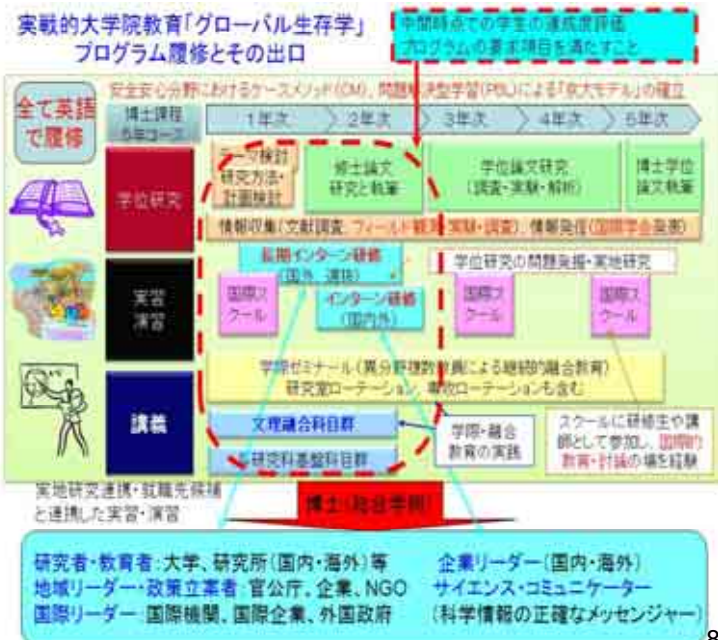 実戦的大学院教育「グローバル生存学」
プログラム履修とその出口
中間時点での学生の達成度評価
プログラムの要求項目を満たすこと
安全安心分野におけるケースメソッド(CM)、問題解決型学習(PBL)による「京大モデル」の確立
全て英語
で履修
博士課程
5年コース
1年次
2年次
3年次
4年次
5年次
学位研究
テーマ検討
研究方法・
計画検討
修士論文
研究と執筆
学位論文研究
(調査・実験・解析)
博士学位
論文執筆
情報収集(文献調査、フィールド観測・実験・調査)、情報発信(国際学会発表)
実習
演習
長期インターン研修
(国外 選抜)
学位研究の問題発掘・実地研究
国際ス
クール
インターン研修
(国内外)
国際ス
クール
国際ス
クール
学際ゼミナール(異分野複数教員による継続的融合教育)
研究室ローテーション、専攻ローテーションも含む
講義
文理融合科目群
研究科基盤科目群
学際・融合
教育の実践
スクールに研修生や講
師として参加し、国際的
教育・討論の場を経験
実地研究連携・就職先候補
と連携した実習・演習
博士(総合学術)
研究者・教育者:大学、研究所(国内・海外)等
地域リーダー・政策立案者:官公庁、企業、NGO
国際リーダー:国際機関、国際企業、外国政府
企業リーダー(国内・海外)
サイエンス・コミュニケーター
(科学情報の正確なメッセンジャー)
8